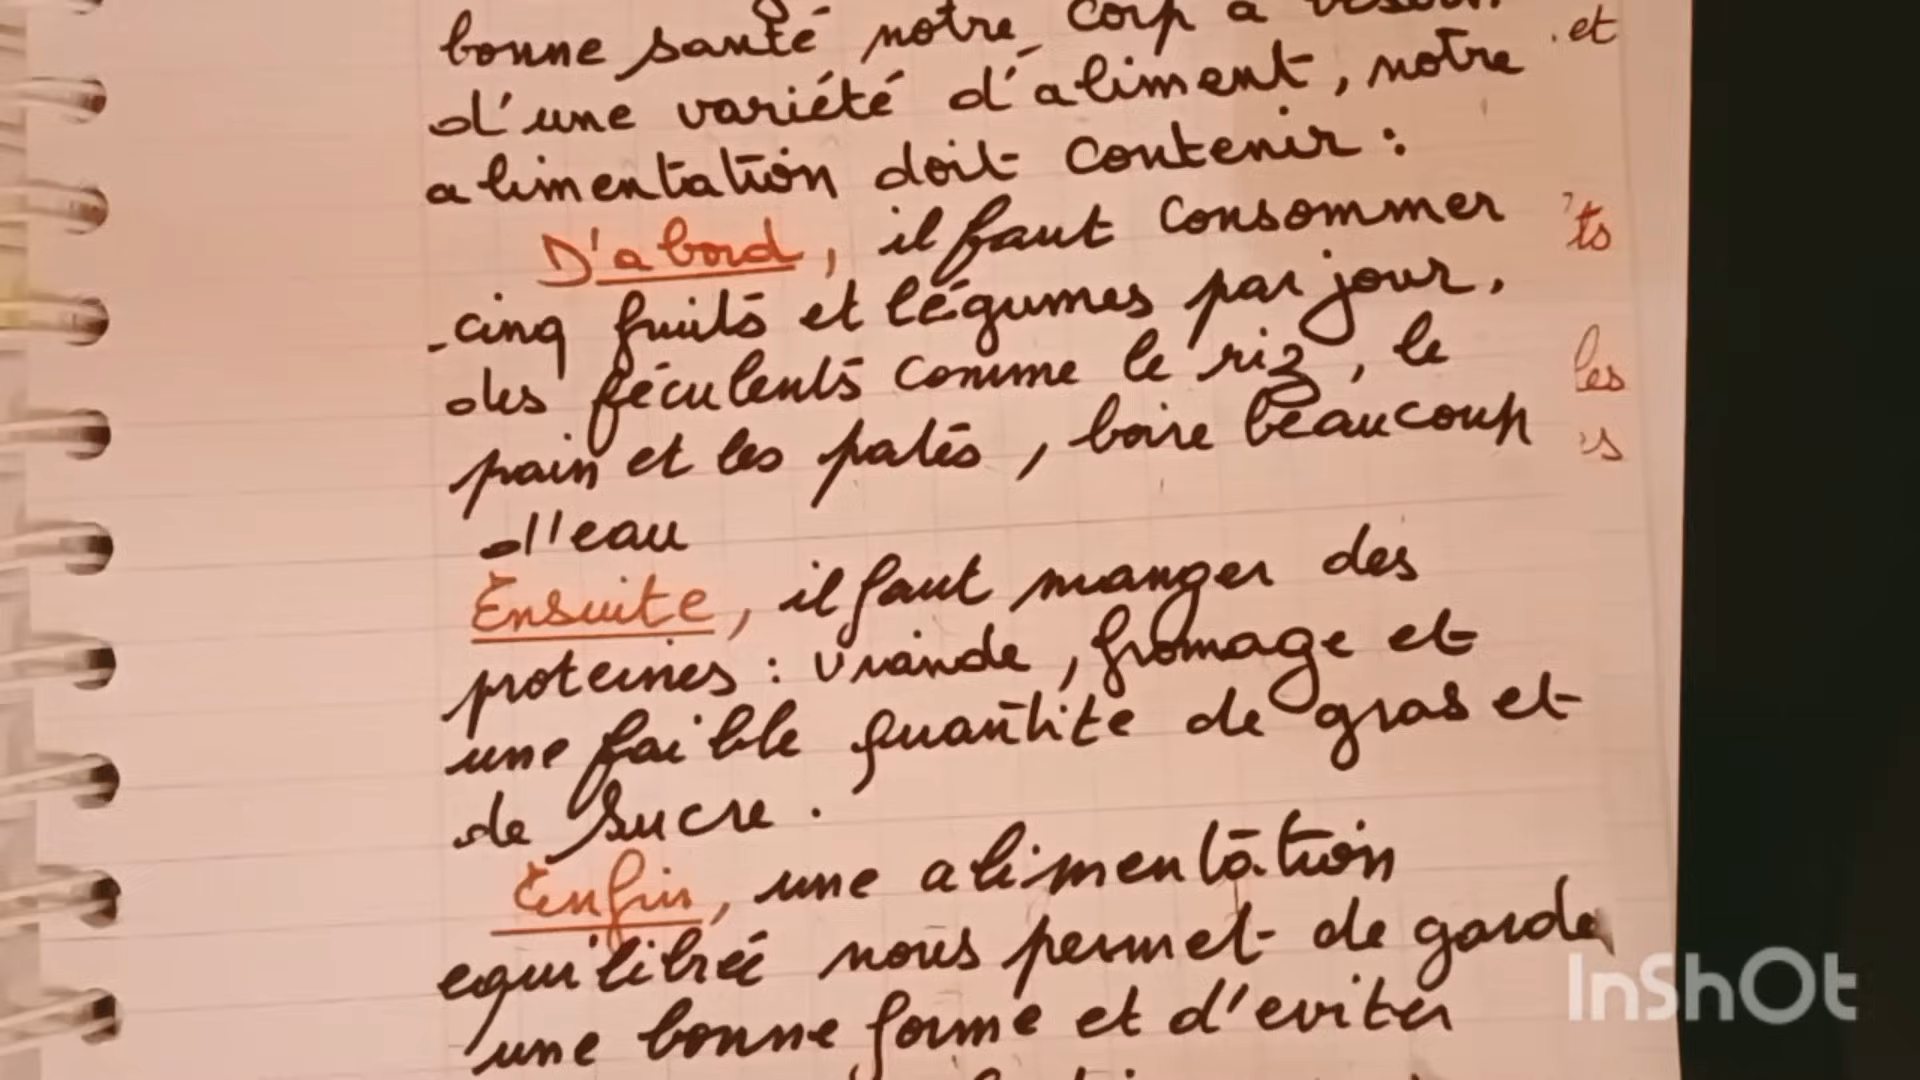 bonne santé notre corp a besoin
et
d'une variété d'aliment, notre
alimentation doit contenir :
D'abord, il faut consommer
ts
cinq fruits et légumes par jour.
des féculents comme le riz, le
les
pain et les patés, boire beaucoup
s
d'eau
Ensuite, il faut manger des
proteines : viande, fromage et
une faible quantite de gras et
de sucre.
Enfin, une alimentation
equilibrée nous permet de garde
une bonne forme et d'eviter
InShOt